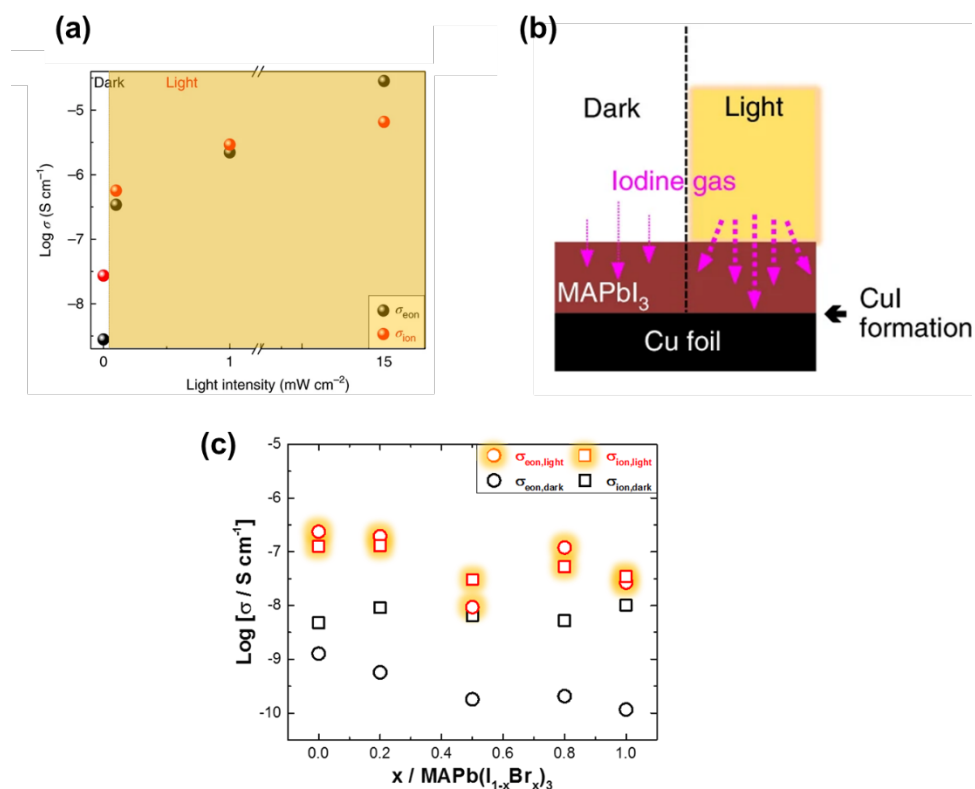 (a)
Dark Light
Log σ (S cm⁻¹)
−5
−6
−7
−8
0 1 15
Light intensity (mW cm⁻²)
σeon
σion
(b)
Dark Light
Iodine gas
MAPbI₃
Cu foil
CuI
formation
(c)
Log [σ / S cm⁻¹]
-5
-6
-7
-8
-9
-10
σeon,light σion,light
σeon,dark σion,dark
0.0 0.2 0.4 0.6 0.8 1.0
x / MAPb(I₁₋ₓBrₓ)₃